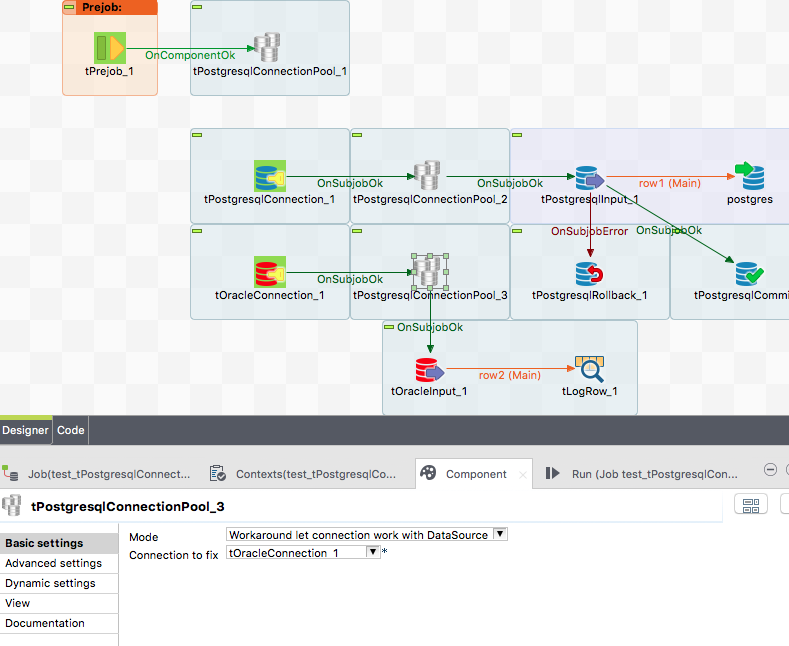 Prejob:
OnComponentOk
tPrejob_1
tPostgresqlConnectionPool_1
OnSubjobOk
OnSubjobOk
row1 (Main)
tPostgresqlConnection_1
tPostgresqlConnectionPool_2
tPostgresqlInput_1
postgres
OnSubjobError
OnSubjobOk
OnSubjobOk
tOracleConnection_1
tPostgresqlConnectionPool_3
tPostgresqlRollback_1
tPostgresqlCommi
OnSubjobOk
row2 (Main)
tOracleInput_1
tLogRow_1
Designer
Code
Job(test_tPostgresqlConnect...
Contexts(test_tPostgresqlCo...
Component
Run (Job test_tPostgresqlCon...
tPostgresqlConnectionPool_3
Basic settings
Advanced settings
Dynamic settings
View
Documentation
Mode
Workaround let connection work with DataSource
Connection to fix
tOracleConnection_1
*